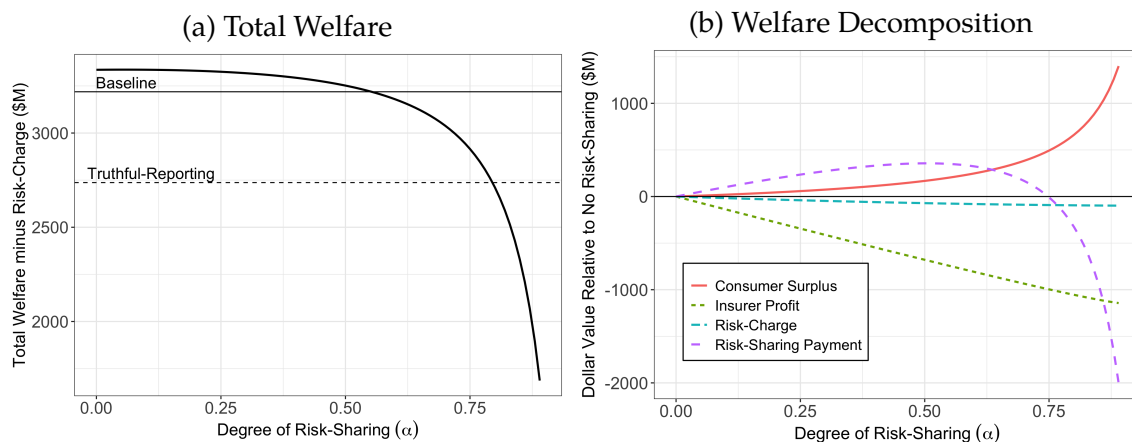 (a) Total Welfare
Total Welfare minus Risk-Charge ($M)
3000
2500
2000
Baseline
Truthful-Reporting
0.00 0.25 0.50 0.75
Degree of Risk-Sharing (α)
(b) Welfare Decomposition
Dollar Value Relative to No Risk-Sharing ($M)
1000
0
-1000
-2000
Consumer Surplus
Insurer Profit
Risk-Charge
Risk-Sharing Payment
0.00 0.25 0.50 0.75
Degree of Risk-Sharing (α)